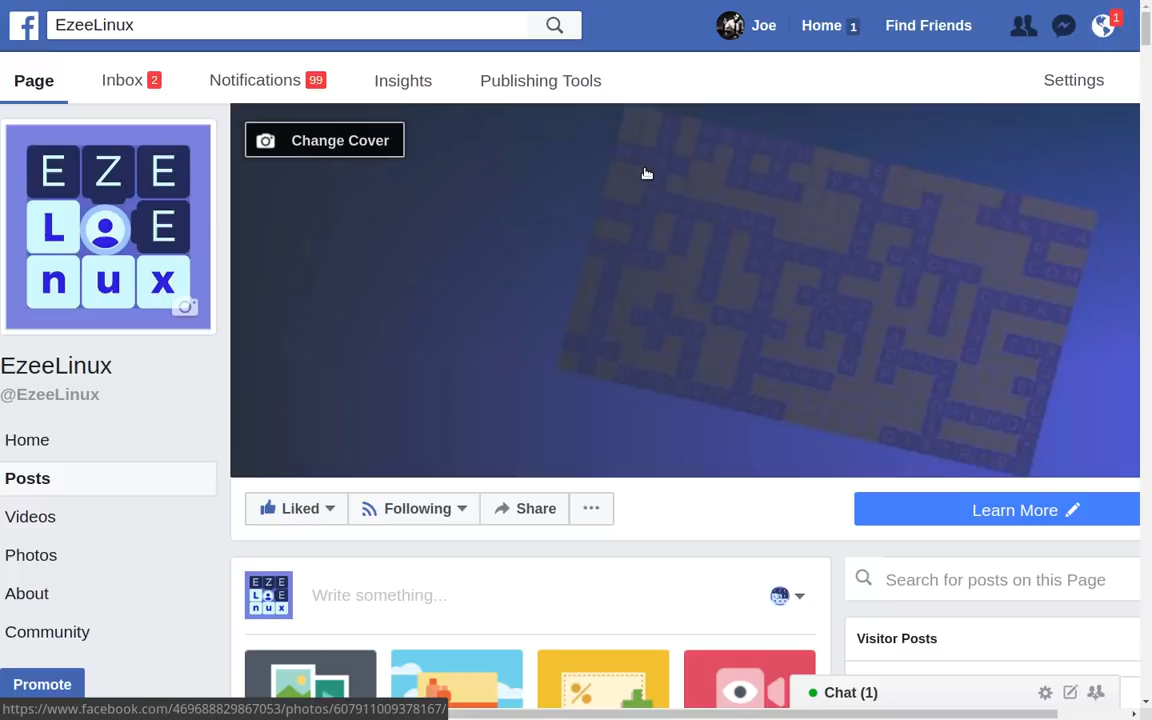 EzeeLinux
Joe
Home 1
Find Friends
1
Page
Inbox 2
Notifications 99
Insights
Publishing Tools
Settings
Change Cover
E Z E
L E
n u x
EzeeLinux
@EzeeLinux
Home
Posts
Videos
Photos
About
Community
Promote
Liked
Following
Share
Learn More
E Z E
L E
n u x
Write something...
Search for posts on this Page
Visitor Posts
Chat (1)
https://www.facebook.com/469688829867053/photos/607911009378167/